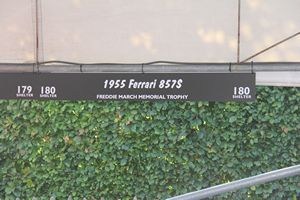 1955 Ferrari 857S
FREDDIE MARCH MEMORIAL TROPHY
179 180 180
SHELTER SHELTER SHELTER